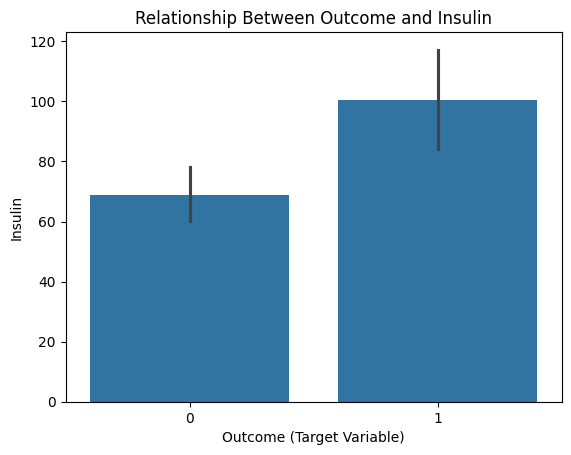 Relationship Between Outcome and Insulin
120
100
80
60
40
20
0
Insulin
0 1
Outcome (Target Variable)